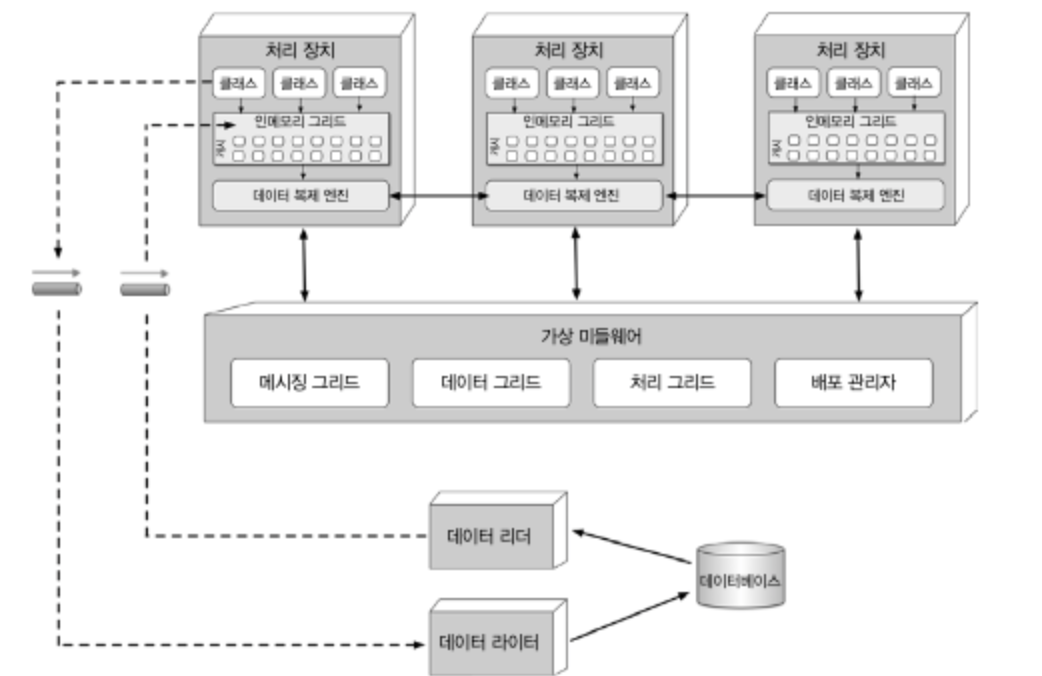 처리 장치
처리 장치
처리 장치
클래스 클래스 클래스
클래스 클래스 클래스
클래스 클래스 클래스
인메모리 그리드
인메모리 그리드
인메모리 그리드
캐시
캐시
캐시
데이터 복제 엔진
데이터 복제 엔진
데이터 복제 엔진
가상 미들웨어
메시징 그리드
데이터 그리드
처리 그리드
배포 관리자
데이터 리더
데이터베이스
데이터 라이터